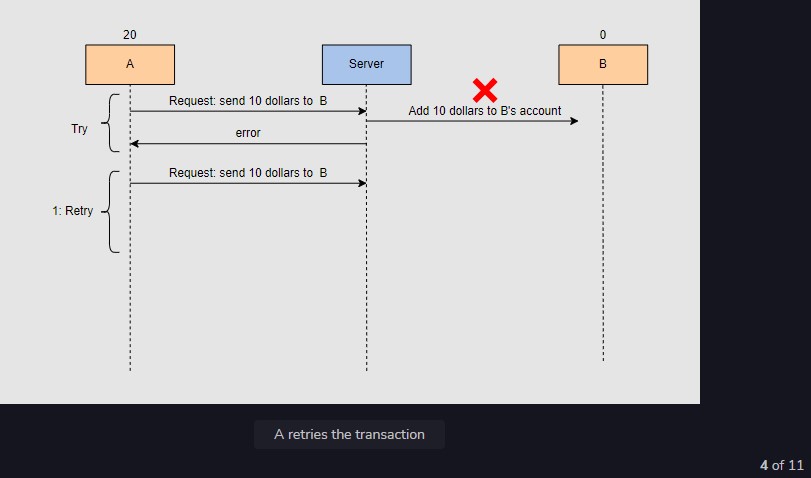 20
0
A
Server
B
Request: send 10 dollars to B
Add 10 dollars to B's account
Try
error
Request: send 10 dollars to B
1: Retry
A retries the transaction
4 of 11